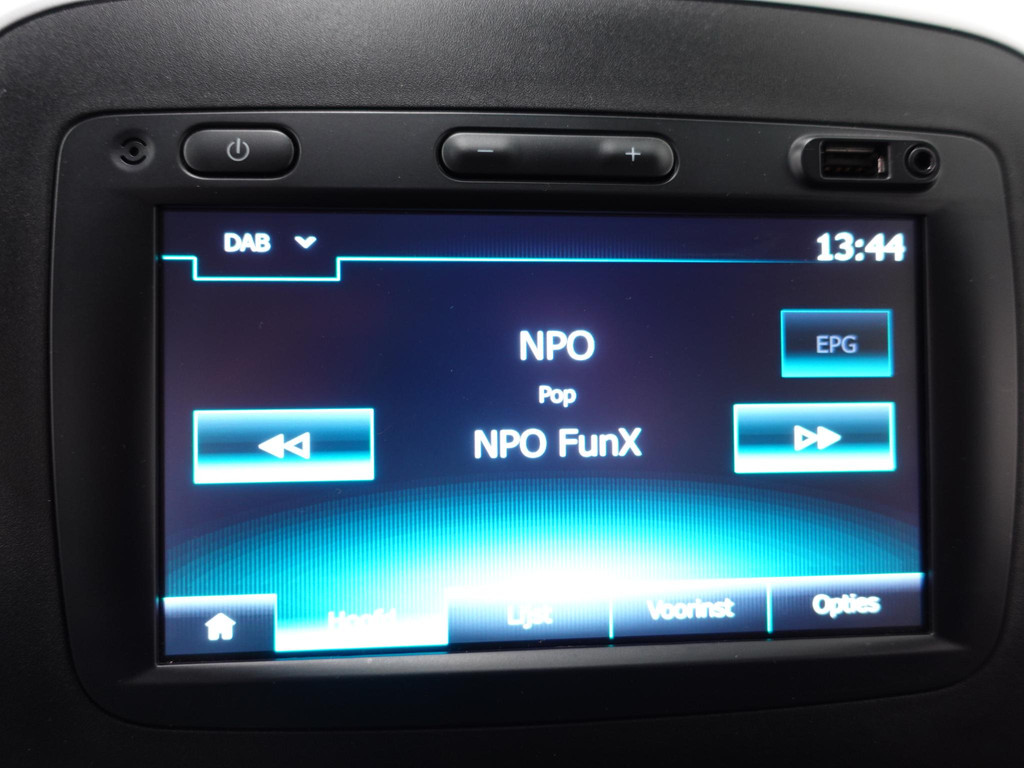 DAB
13:44
NPO
EPG
Pop
NPO FunX
Hoofd
Lijst
Voorinst
Opties